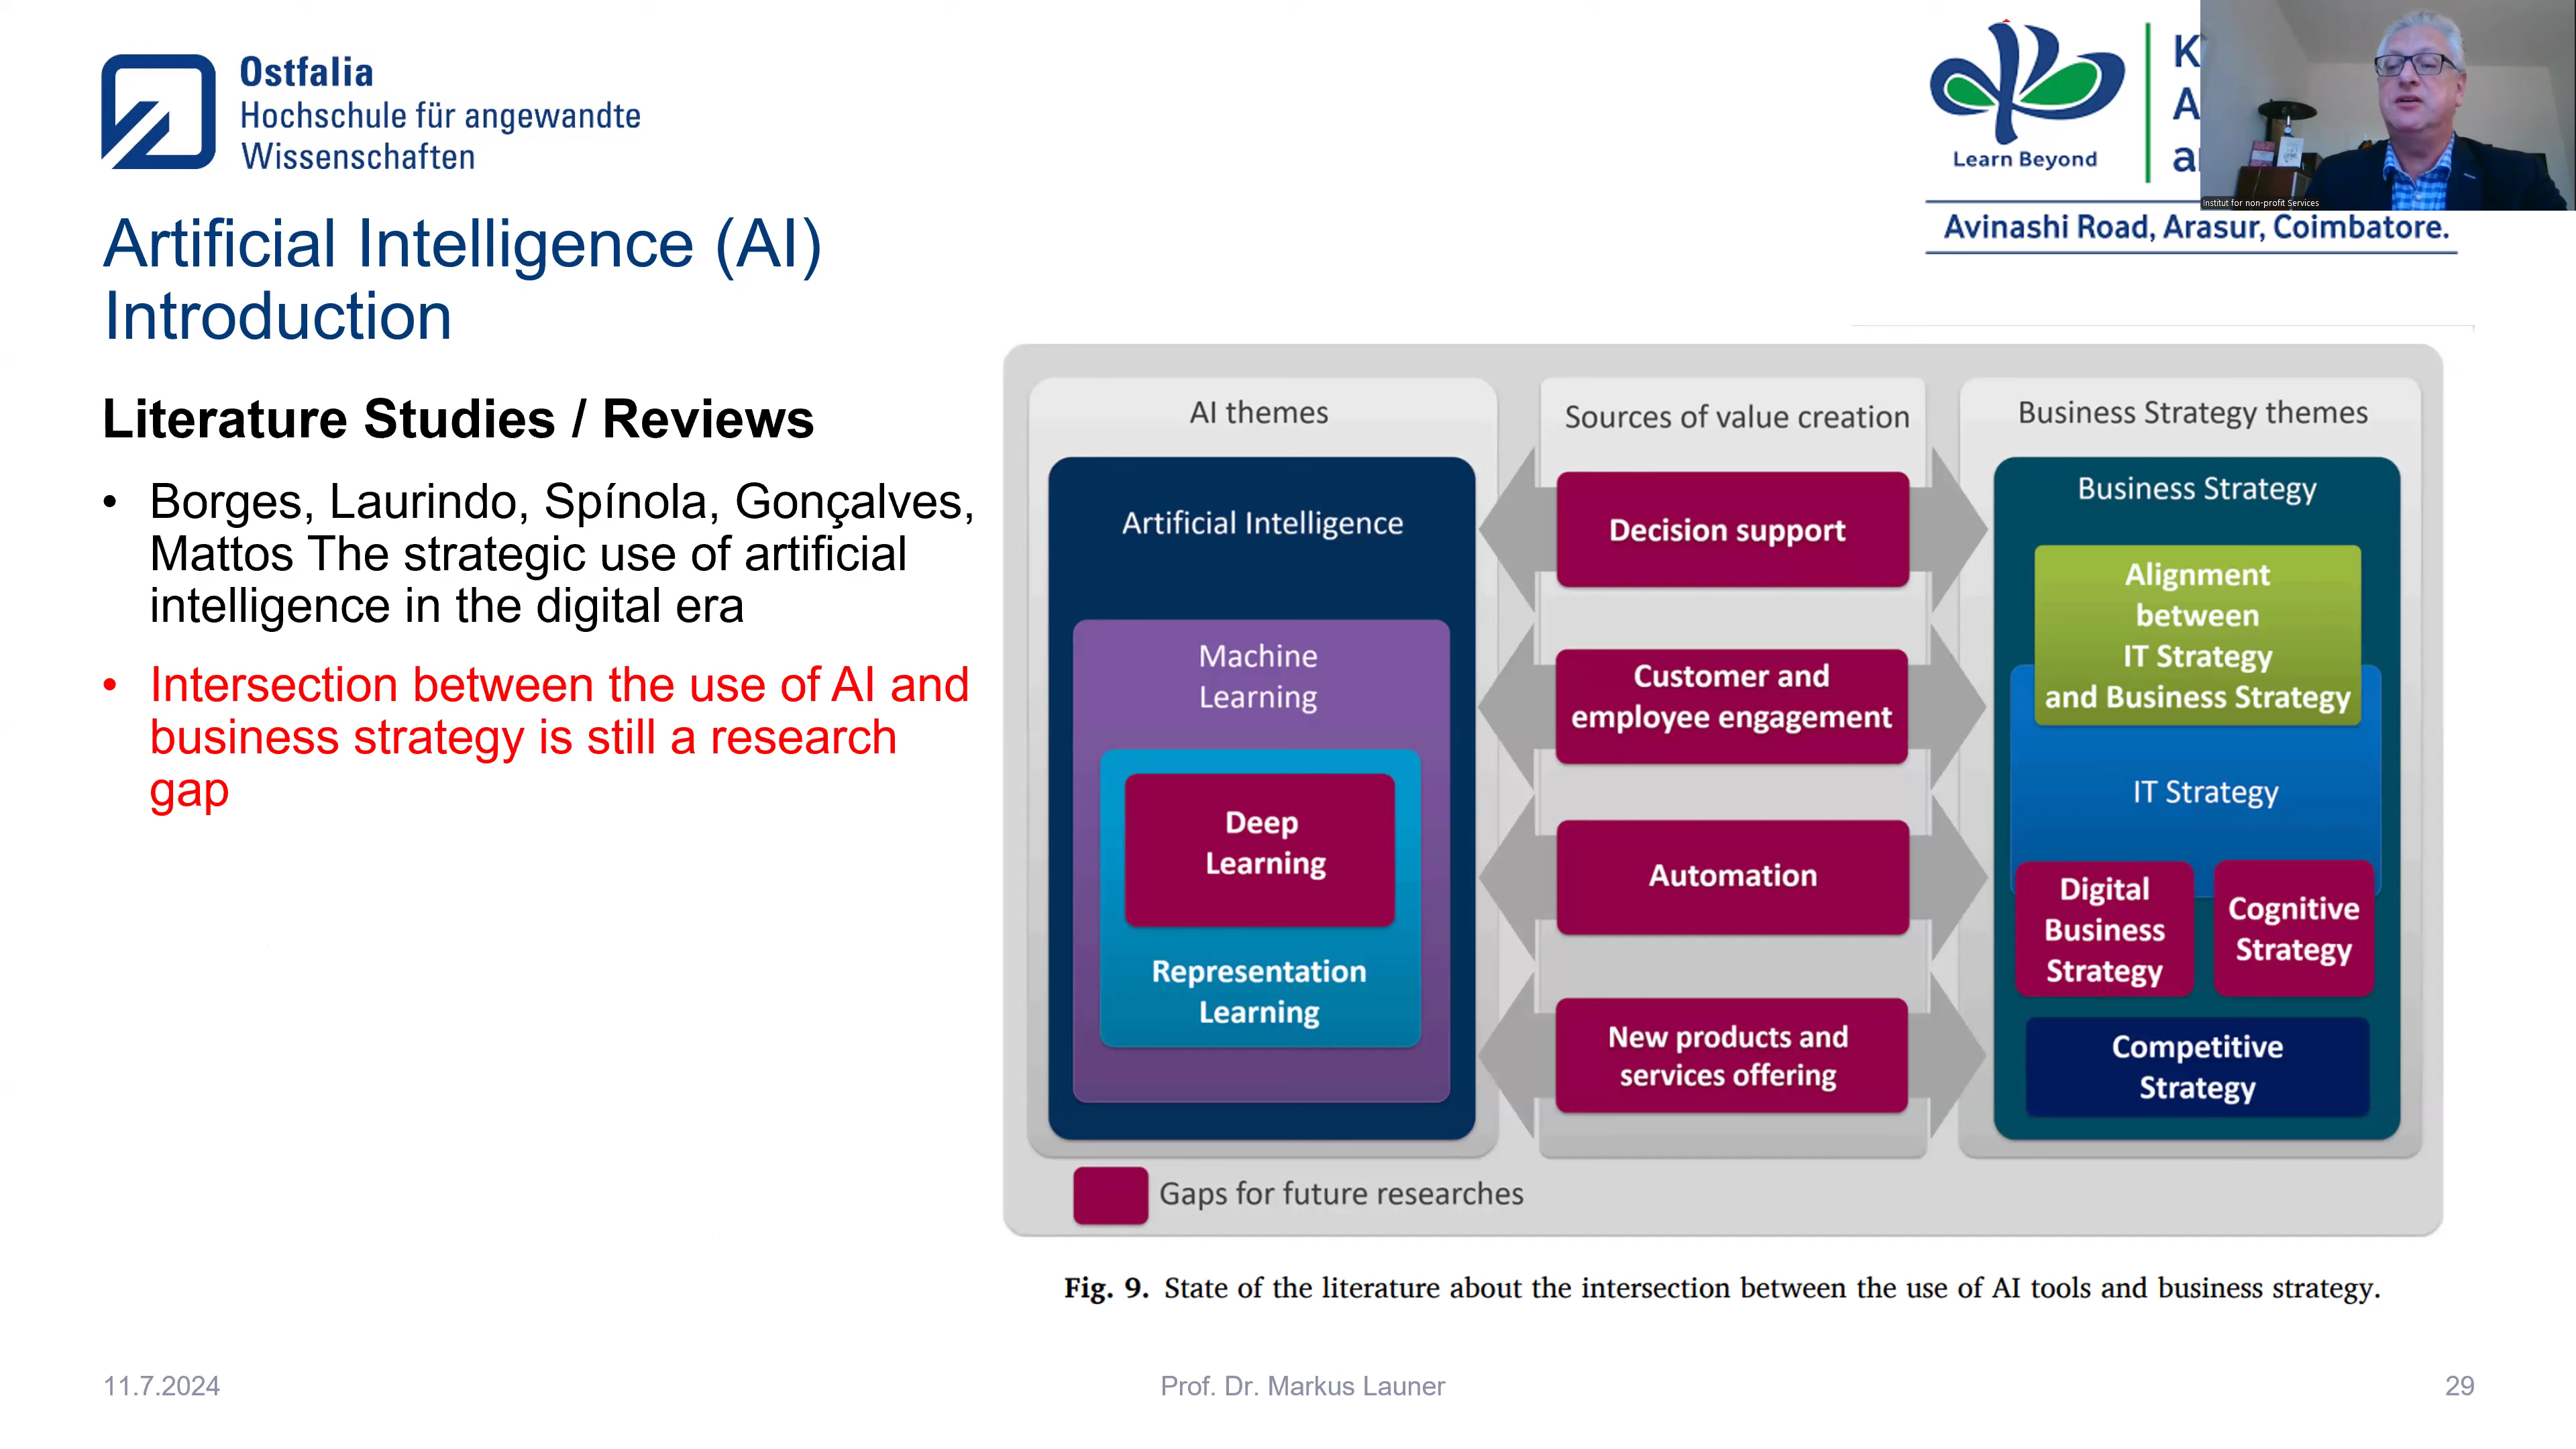 Ostfalia
Hochschule für angewandte
Wissenschaften
Learn Beyond
K
A
a
Institut for non-profit Services
Avinashi Road, Arasur, Coimbatore.
Artificial Intelligence (AI)
Introduction
Literature Studies / Reviews
• Borges, Laurindo, Spínola, Gonçalves,
Mattos The strategic use of artificial
intelligence in the digital era
• Intersection between the use of AI and
business strategy is still a research
gap
AI themes
Artificial Intelligence
Machine
Learning
Deep
Learning
Representation
Learning
Sources of value creation
Decision support
Customer and
employee engagement
Automation
New products and
services offering
Business Strategy themes
Business Strategy
Alignment
between
IT Strategy
and Business Strategy
IT Strategy
Digital
Business
Strategy
Cognitive
Strategy
Competitive
Strategy
Gaps for future researches
Fig. 9. State of the literature about the intersection between the use of AI tools and business strategy.
11.7.2024
Prof. Dr. Markus Launer
29